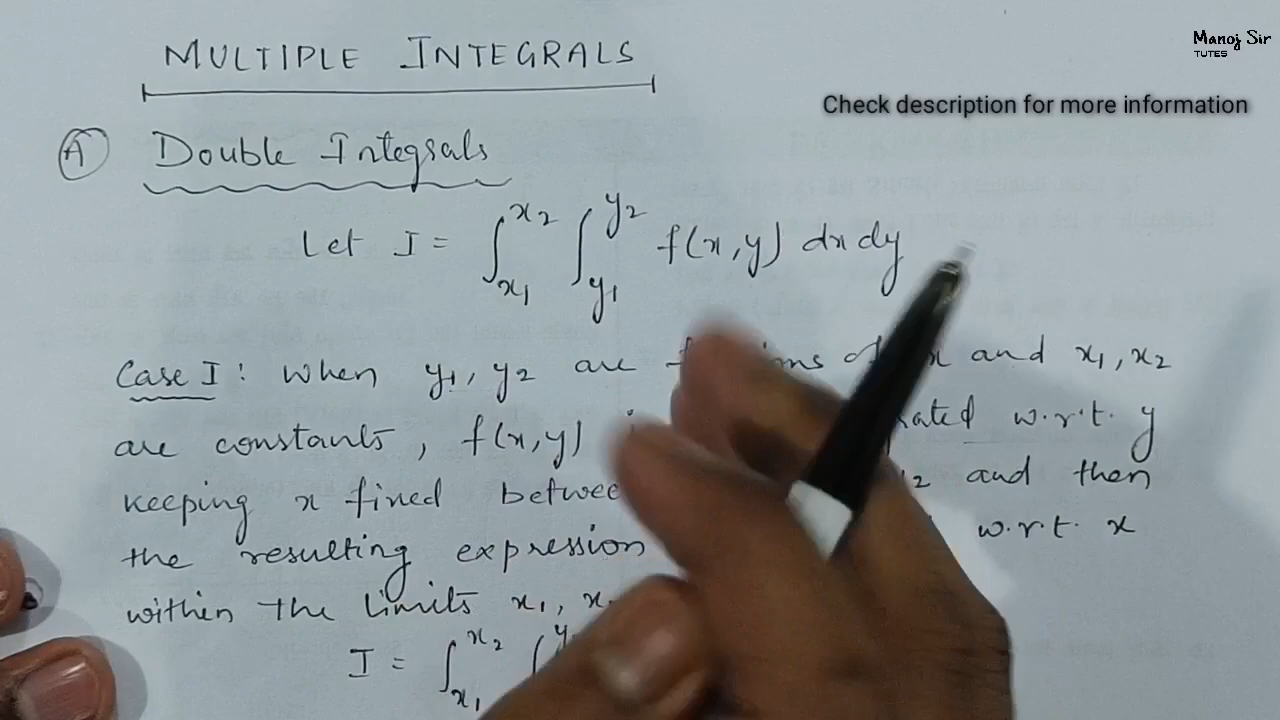 MULTIPLE INTEGRALS
Manoj Sir
TUTES
Check description for more information
A Double Integrals
Let I = ∫_{x₁}^{x₂} ∫_{y₁}^{y₂} f(x,y) dx dy
Case I : When y₁, y₂ are x and x₁, x₂
are constants, f(x,y) w.r.t. y
keeping x fixed and then
the resulting expression w.r.t. x
within the limits x₁,
I = ∫_{x₁}^{x₂} ∫